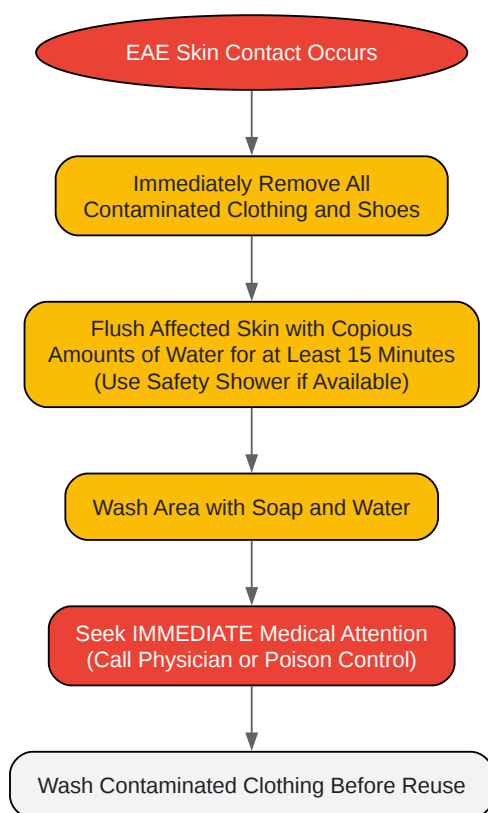 EAE Skin Contact Occurs
Immediately Remove All
Contaminated Clothing and Shoes
Flush Affected Skin with Copious
Amounts of Water for at Least 15 Minutes
(Use Safety Shower if Available)
Wash Area with Soap and Water
Seek IMMEDIATE Medical Attention
(Call Physician or Poison Control)
Wash Contaminated Clothing Before Reuse